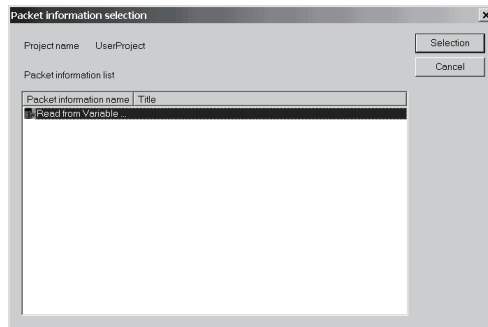 Packet information selection
Project name UserProject
Selection
Cancel
Packet information list
Packet information name Title
Read from Variable ...